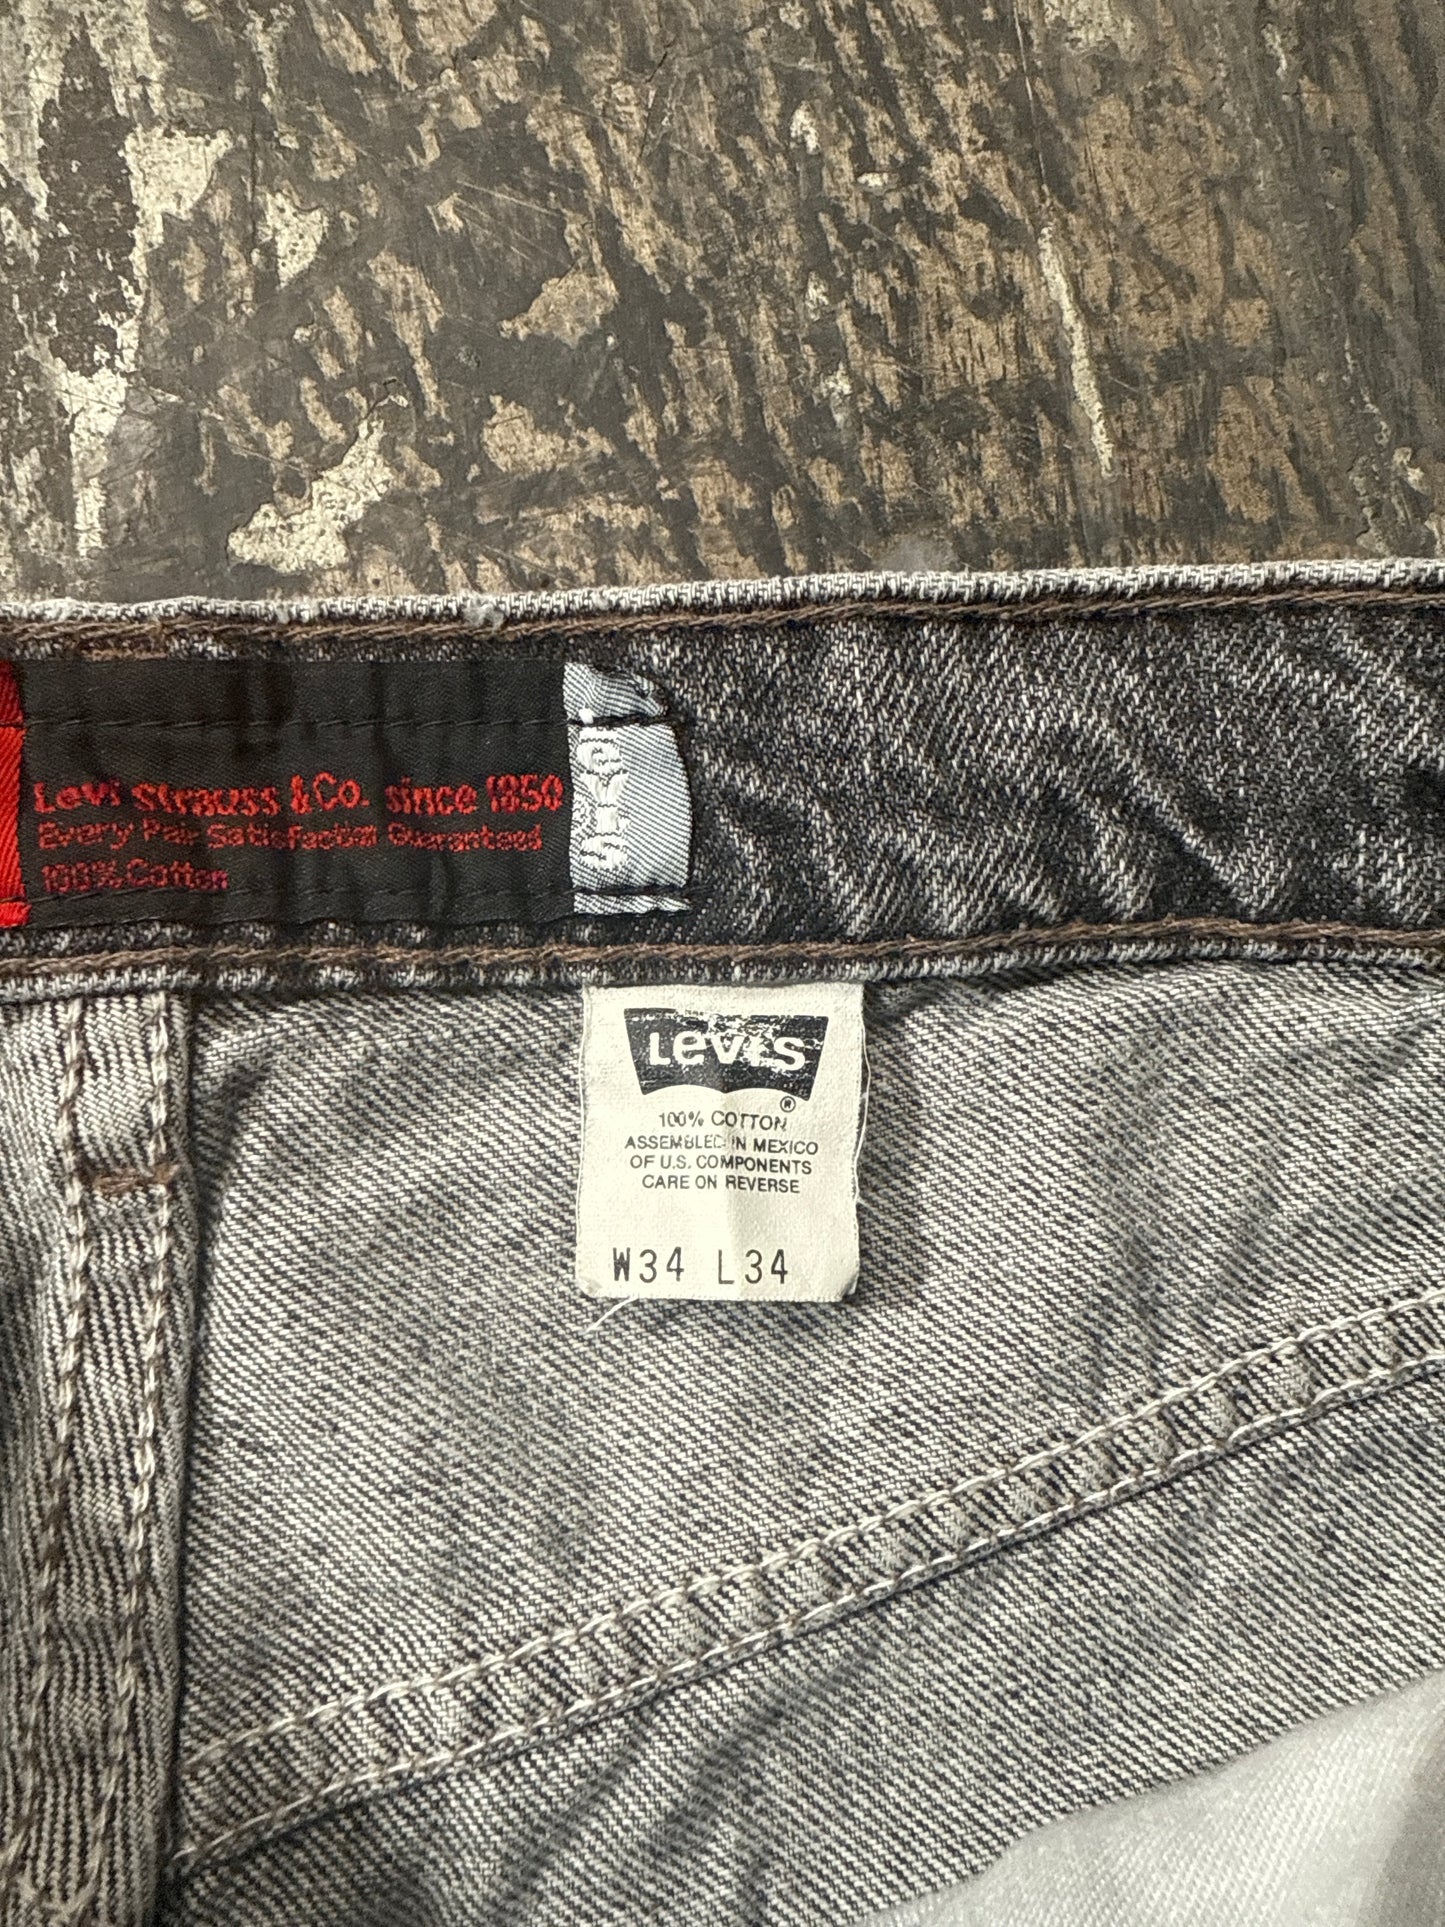 Levi Strauss & Co. since 1850
Every Pair Satisfaction Guaranteed
100% Cotton
LEVI'S
®
100% COTTON
ASSEMBLED IN MEXICO
OF U.S. COMPONENTS
CARE ON REVERSE
W34 L34